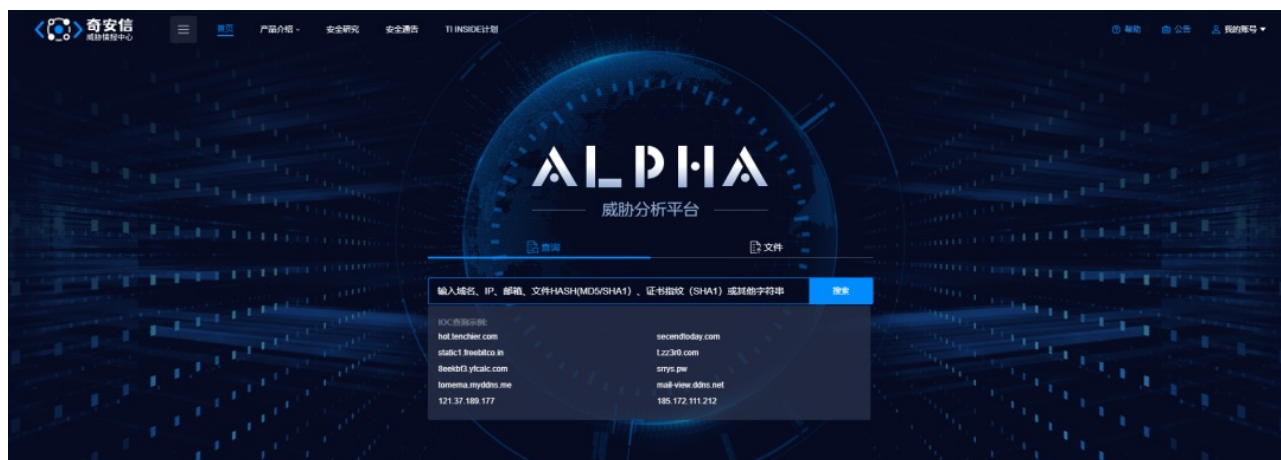 奇安信
威胁情报中心
首页
产品介绍
安全研究
安全通告
TI INSIDE计划
帮助
公告
我的账号
ALPHA
威胁分析平台
查询
文件
输入域名、IP、邮箱、文件HASH(MD5/SHA1)、证书指纹（SHA1）或其他字符串
搜索
IOC查询示例:
hot.tenchier.com
secendtoday.com
static1.freebitco.in
t.zz3r0.com
8eekbf3.yfcalc.com
srrys.pw
tomema.myddns.me
mail-view.ddns.net
121.37.189.177
185.172.111.212